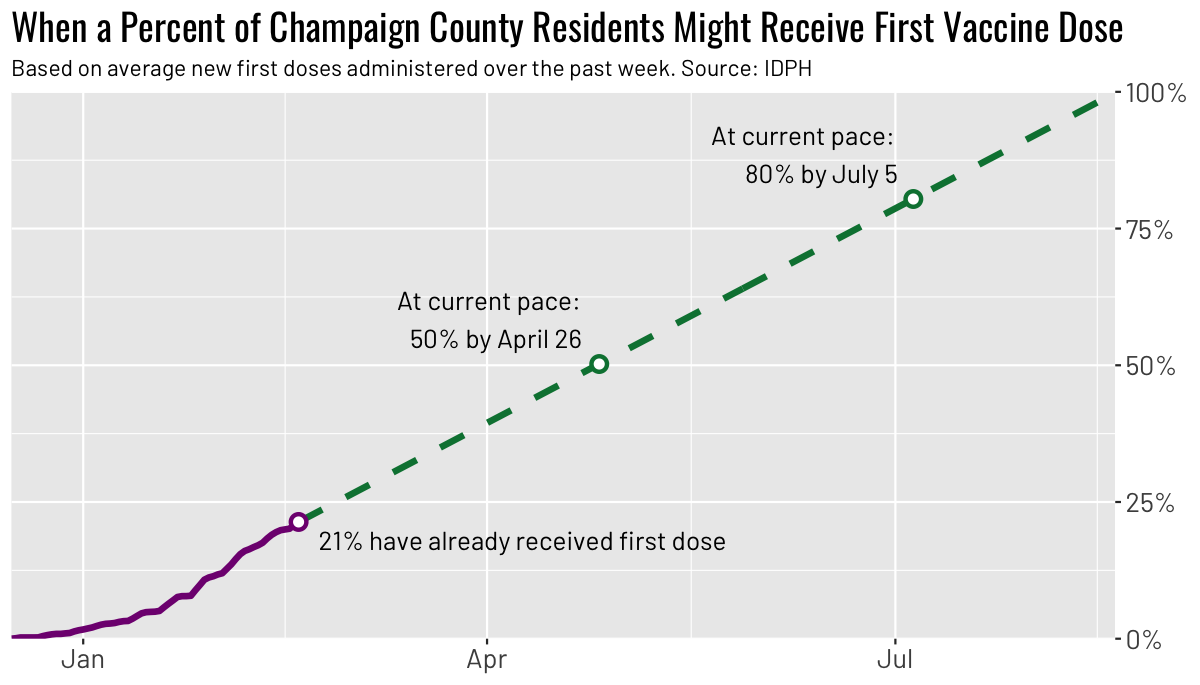 When a Percent of Champaign County Residents Might Receive First Vaccine Dose
Based on average new first doses administered over the past week. Source: IDPH
100%
At current pace:
80% by July 5
75%
At current pace:
50% by April 26
50%
25%
21% have already received first dose
0%
Jan
Apr
Jul